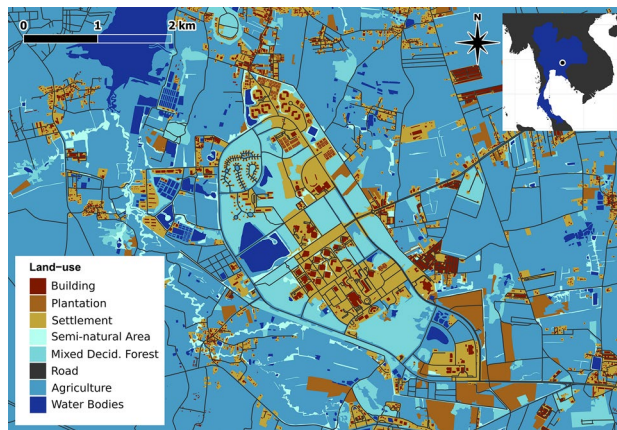 0 1 2 km
N
Land-use
Building
Plantation
Settlement
Semi-natural Area
Mixed Decid. Forest
Road
Agriculture
Water Bodies